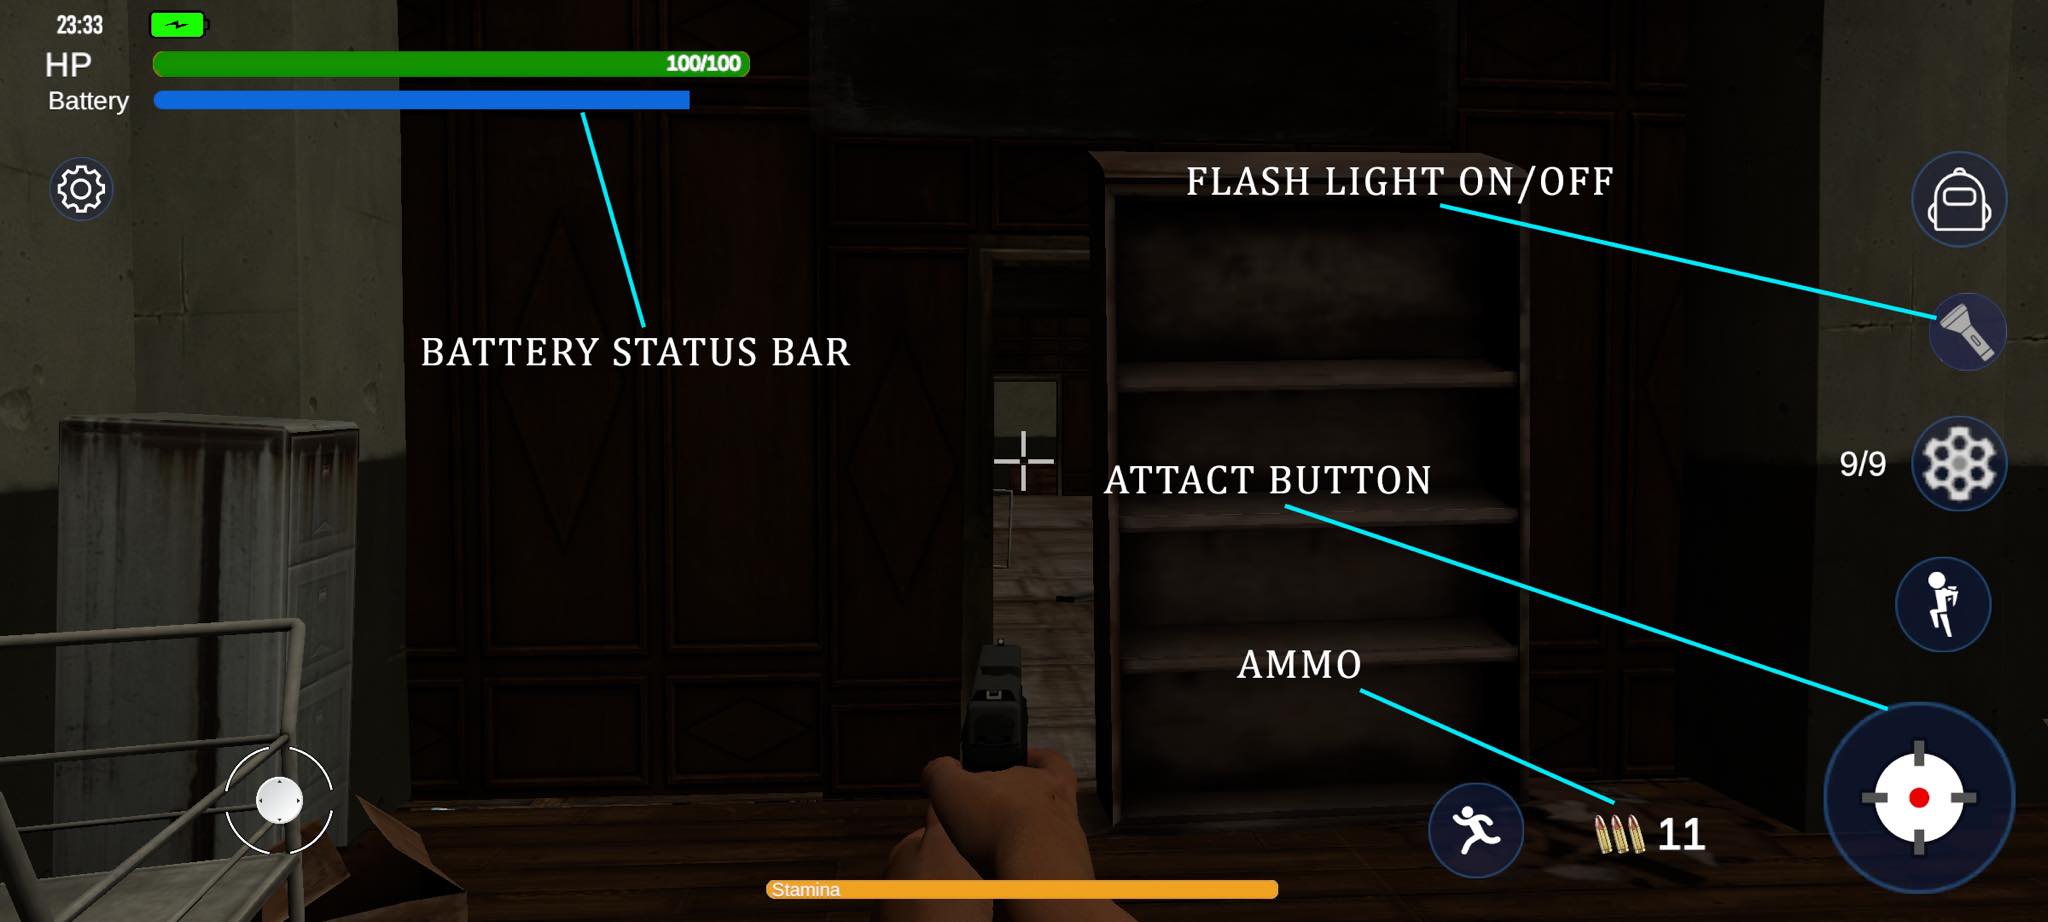 23:33
HP 100/100
Battery
FLASH LIGHT ON/OFF
BATTERY STATUS BAR
9/9
ATTACT BUTTON
AMMO
11
Stamina